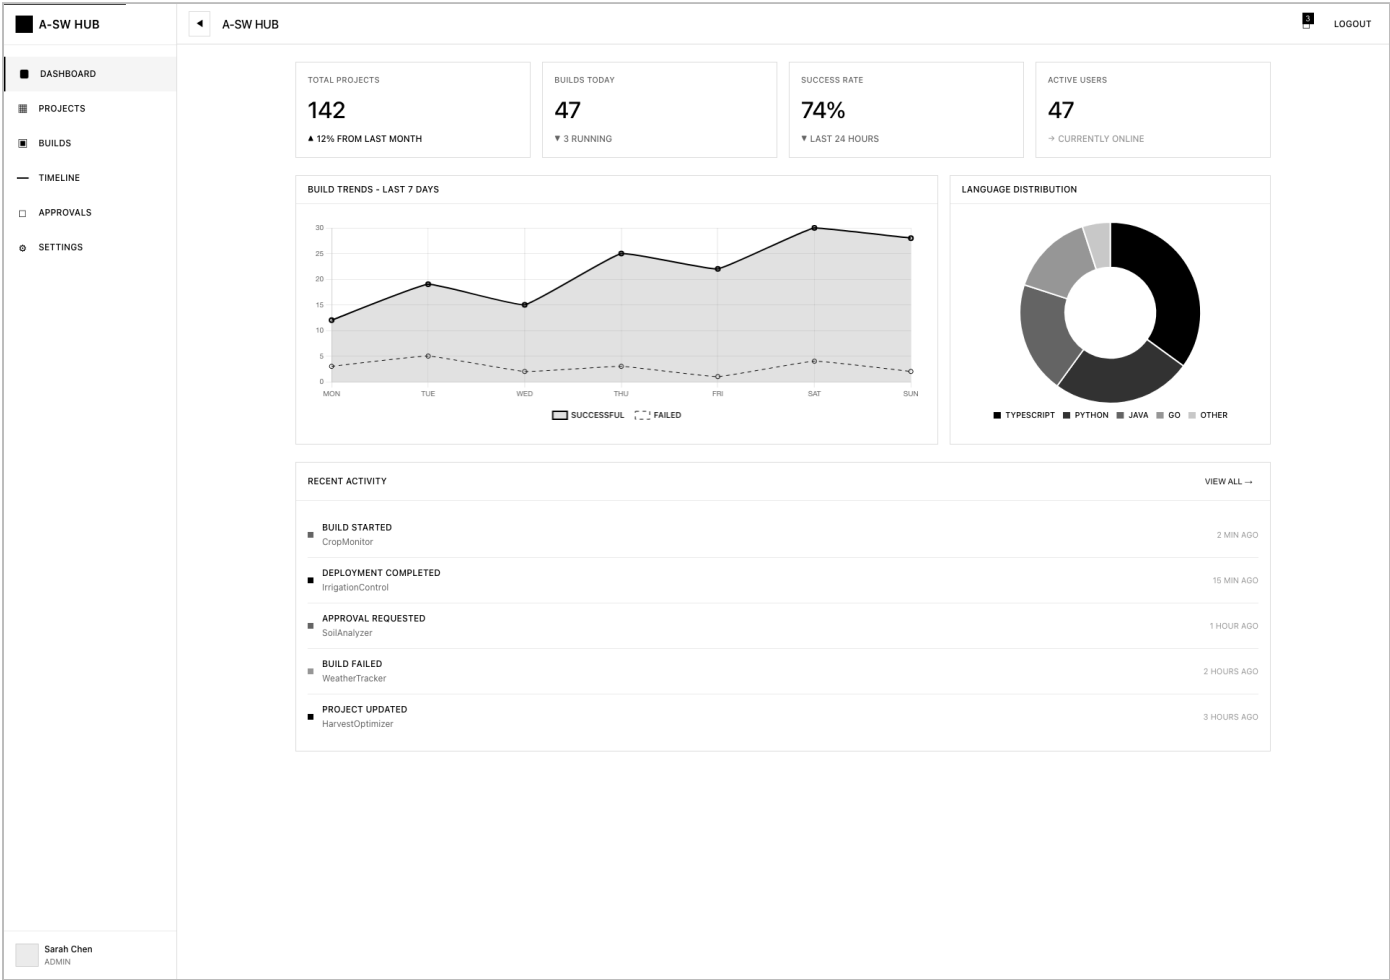 A-SW HUB
DASHBOARD
PROJECTS
BUILDS
TIMELINE
APPROVALS
SETTINGS
Sarah Chen
ADMIN
A-SW HUB
3
LOGOUT
TOTAL PROJECTS
142
▲ 12% FROM LAST MONTH
BUILDS TODAY
47
▼ 3 RUNNING
SUCCESS RATE
74%
▼ LAST 24 HOURS
ACTIVE USERS
47
→ CURRENTLY ONLINE
BUILD TRENDS - LAST 7 DAYS
30
25
20
15
10
5
0
MON TUE WED THU FRI SAT SUN
SUCCESSFUL FAILED
LANGUAGE DISTRIBUTION
TYPESCRIPT PYTHON JAVA GO OTHER
RECENT ACTIVITY
VIEW ALL →
BUILD STARTED
CropMonitor
2 MIN AGO
DEPLOYMENT COMPLETED
IrrigationControl
15 MIN AGO
APPROVAL REQUESTED
SoilAnalyzer
1 HOUR AGO
BUILD FAILED
WeatherTracker
2 HOURS AGO
PROJECT UPDATED
HarvestOptimizer
3 HOURS AGO